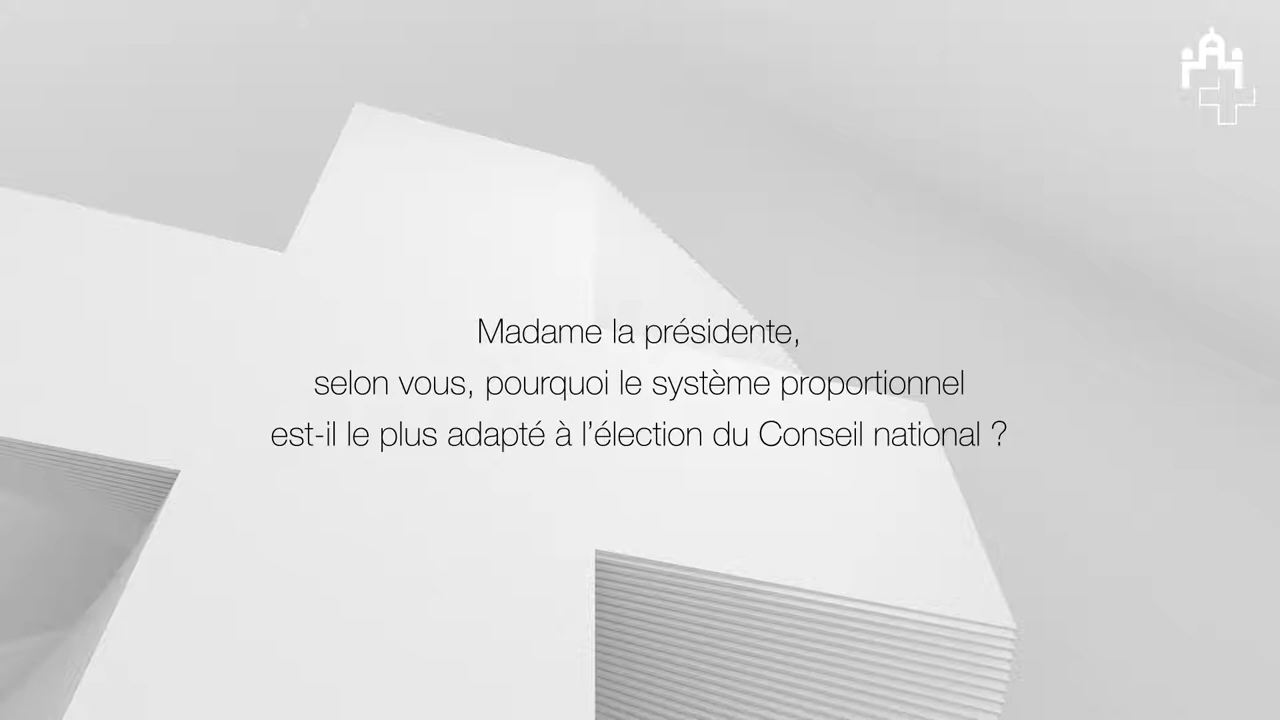 Madame la présidente,
selon vous, pourquoi le système proportionnel
est-il le plus adapté à l’élection du Conseil national ?